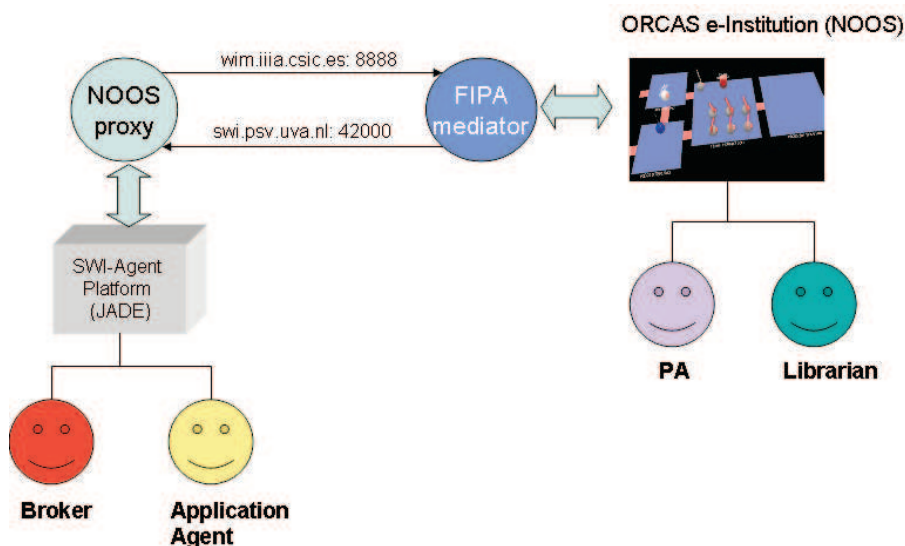 ORCAS e-Institution (NOOS)
wim.iiia.csic.es: 8888
NOOS
proxy
FIPA
mediator
swi.psv.uva.nl: 42000
SWI-Agent
Platform
(JADE)
PA
Librarian
Broker
Application
Agent